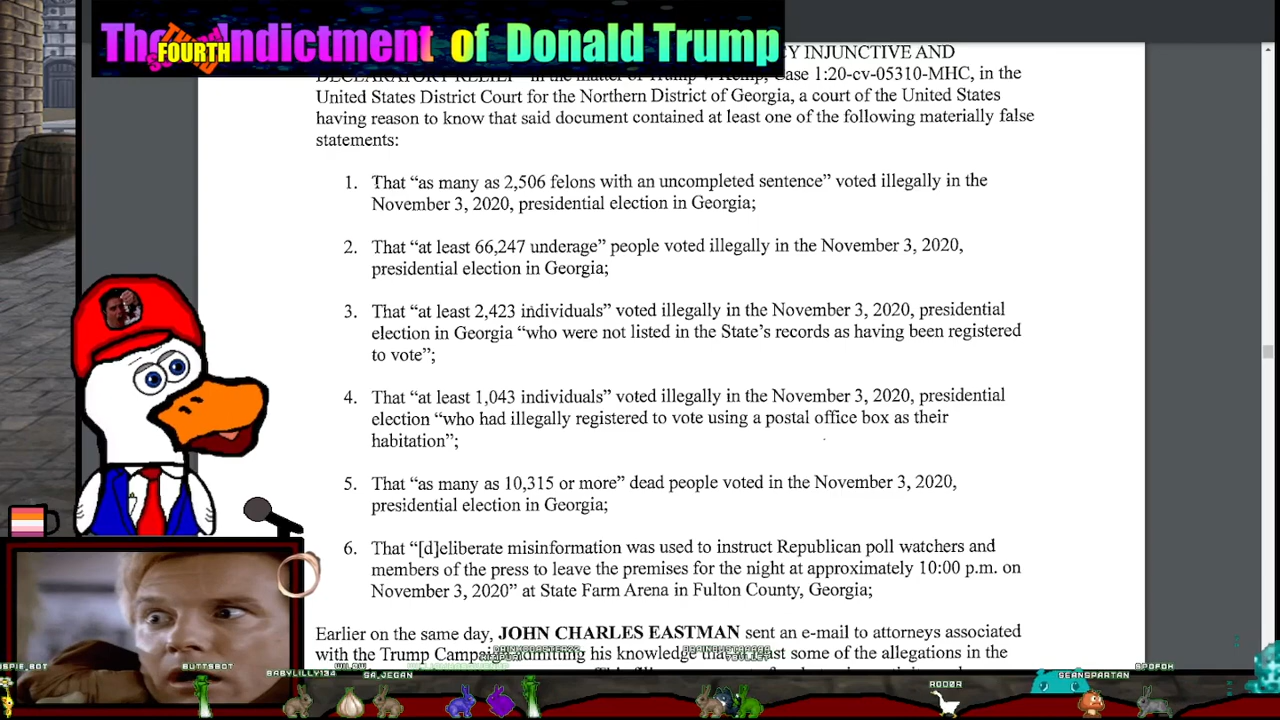 The Indictment of Donald Trump
THIRD
FOURTH
CY INJUNCTIVE AND
DECLARATORY RELIEF" in the matter of Trump v. Kemp, Case 1:20-cv-05310-MHC, in the
United States District Court for the Northern District of Georgia, a court of the United States
having reason to know that said document contained at least one of the following materially false
statements:
1. That “as many as 2,506 felons with an uncompleted sentence” voted illegally in the
November 3, 2020, presidential election in Georgia;
2. That “at least 66,247 underage” people voted illegally in the November 3, 2020,
presidential election in Georgia;
3. That “at least 2,423 individuals” voted illegally in the November 3, 2020, presidential
election in Georgia “who were not listed in the State’s records as having been registered
to vote”;
4. That “at least 1,043 individuals” voted illegally in the November 3, 2020, presidential
election “who had illegally registered to vote using a postal office box as their
habitation”;
5. That “as many as 10,315 or more” dead people voted in the November 3, 2020,
presidential election in Georgia;
6. That “[d]eliberate misinformation was used to instruct Republican poll watchers and
members of the press to leave the premises for the night at approximately 10:00 p.m. on
November 3, 2020” at State Farm Arena in Fulton County, Georgia;
Earlier on the same day, JOHN CHARLES EASTMAN sent an e-mail to attorneys associated
with the Trump Campaign admitting his knowledge that at least some of the allegations in the
BUTTSBOT
BABYLILLY134
SA_JEGAN
RODOR
SEANSPARTAN